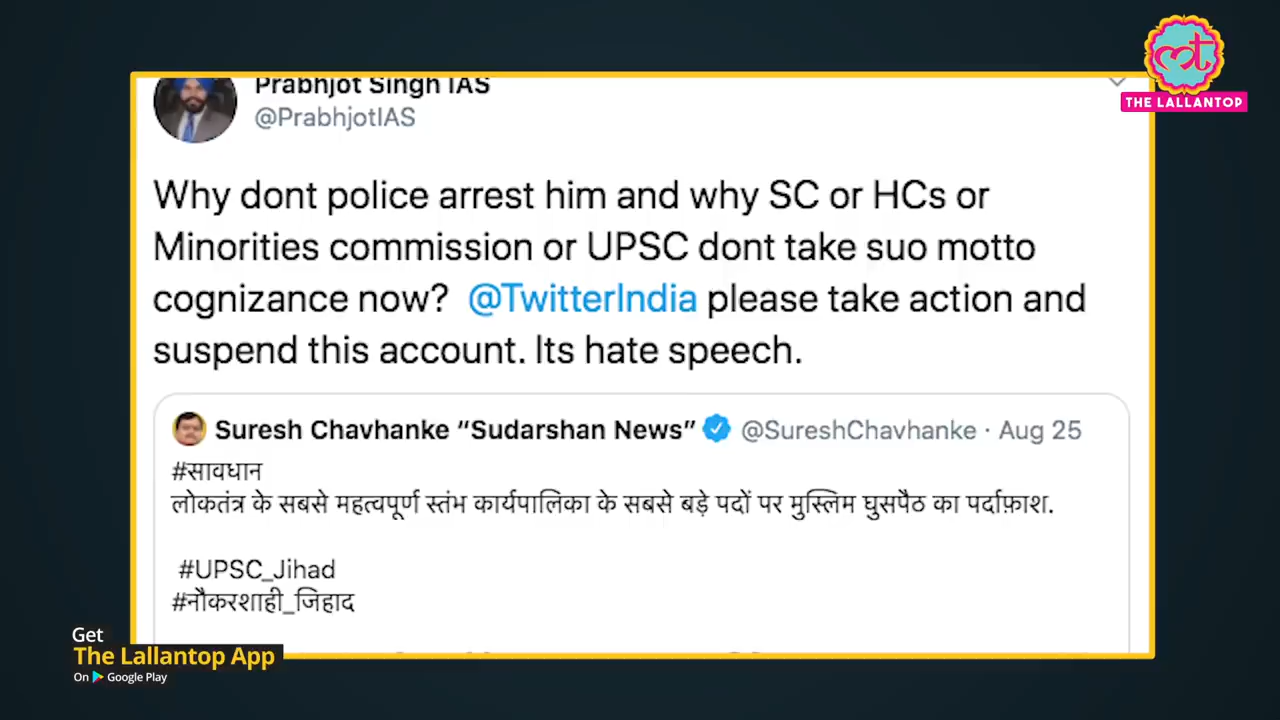 Prabhjot Singh IAS
@PrabhjotIAS
Why dont police arrest him and why SC or HCs or
Minorities commission or UPSC dont take suo motto
cognizance now? @TwitterIndia please take action and
suspend this account. Its hate speech.
Suresh Chavhanke “Sudarshan News” @SureshChavhanke · Aug 25
#सावधान
लोकतंत्र के सबसे महत्वपूर्ण स्तंभ कार्यपालिका के सबसे बड़े पदों पर मुस्लिम घुसपैठ का पर्दाफ़ाश.
#UPSC_Jihad
#नौकरशाही_जिहाद
THE LALLANTOP
Get
The Lallantop App
On Google Play